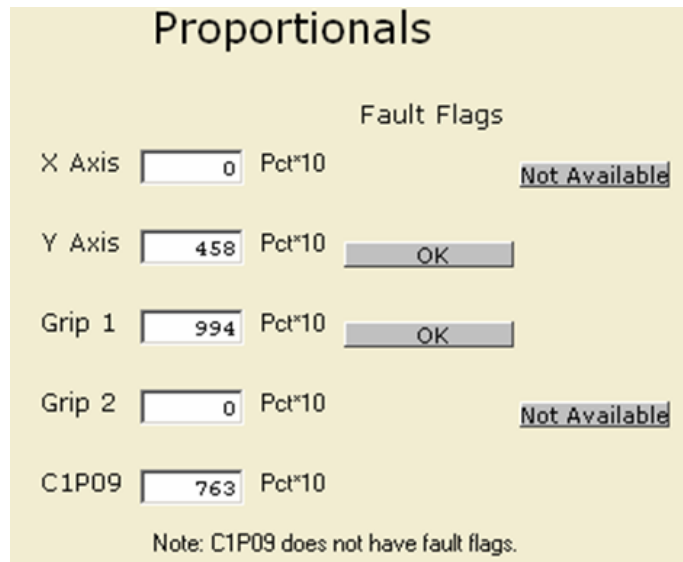 Proportionals
Fault Flags
X Axis 0 Pct*10 Not Available
Y Axis 458 Pct*10 OK
Grip 1 994 Pct*10 OK
Grip 2 0 Pct*10 Not Available
C1P09 763 Pct*10
Note: C1P09 does not have fault flags.